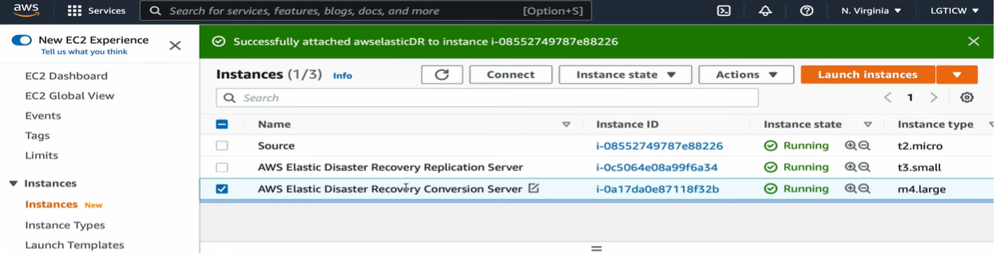 aws
Services
Search for services, features, blogs, docs, and more
[Option+S]
N. Virginia
LGTICW
New EC2 Experience
Tell us what you think
EC2 Dashboard
EC2 Global View
Events
Tags
Limits
Instances
Instances New
Instance Types
Launch Templates
Successfully attached awselasticDR to instance i-08552749787e88226
Instances (1/3) Info
Connect
Instance state
Actions
Launch instances
Search
1
Name Instance ID Instance state Instance type
Source i-08552749787e88226 Running t2.micro
AWS Elastic Disaster Recovery Replication Server i-0c5064e08a99f6a34 Running t3.small
AWS Elastic Disaster Recovery Conversion Server i-0a17da0e87118f32b Running m4.large